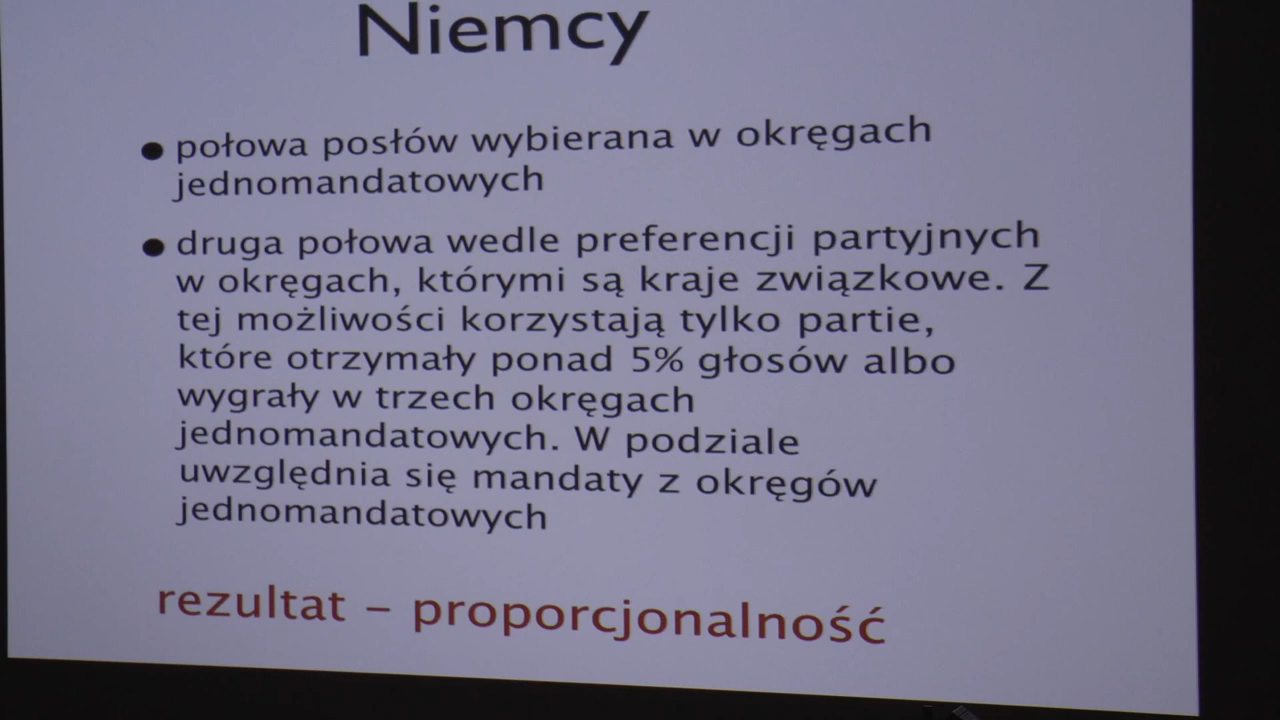 Niemcy
• połowa posłów wybierana w okręgach
jednomandatowych
• druga połowa wedle preferencji partyjnych
w okręgach, którymi są kraje związkowe. Z
tej możliwości korzystają tylko partie,
które otrzymały ponad 5% głosów albo
wygrały w trzech okręgach
jednomandatowych. W podziale
uwzględnia się mandaty z okręgów
jednomandatowych
rezultat – proporcjonalność